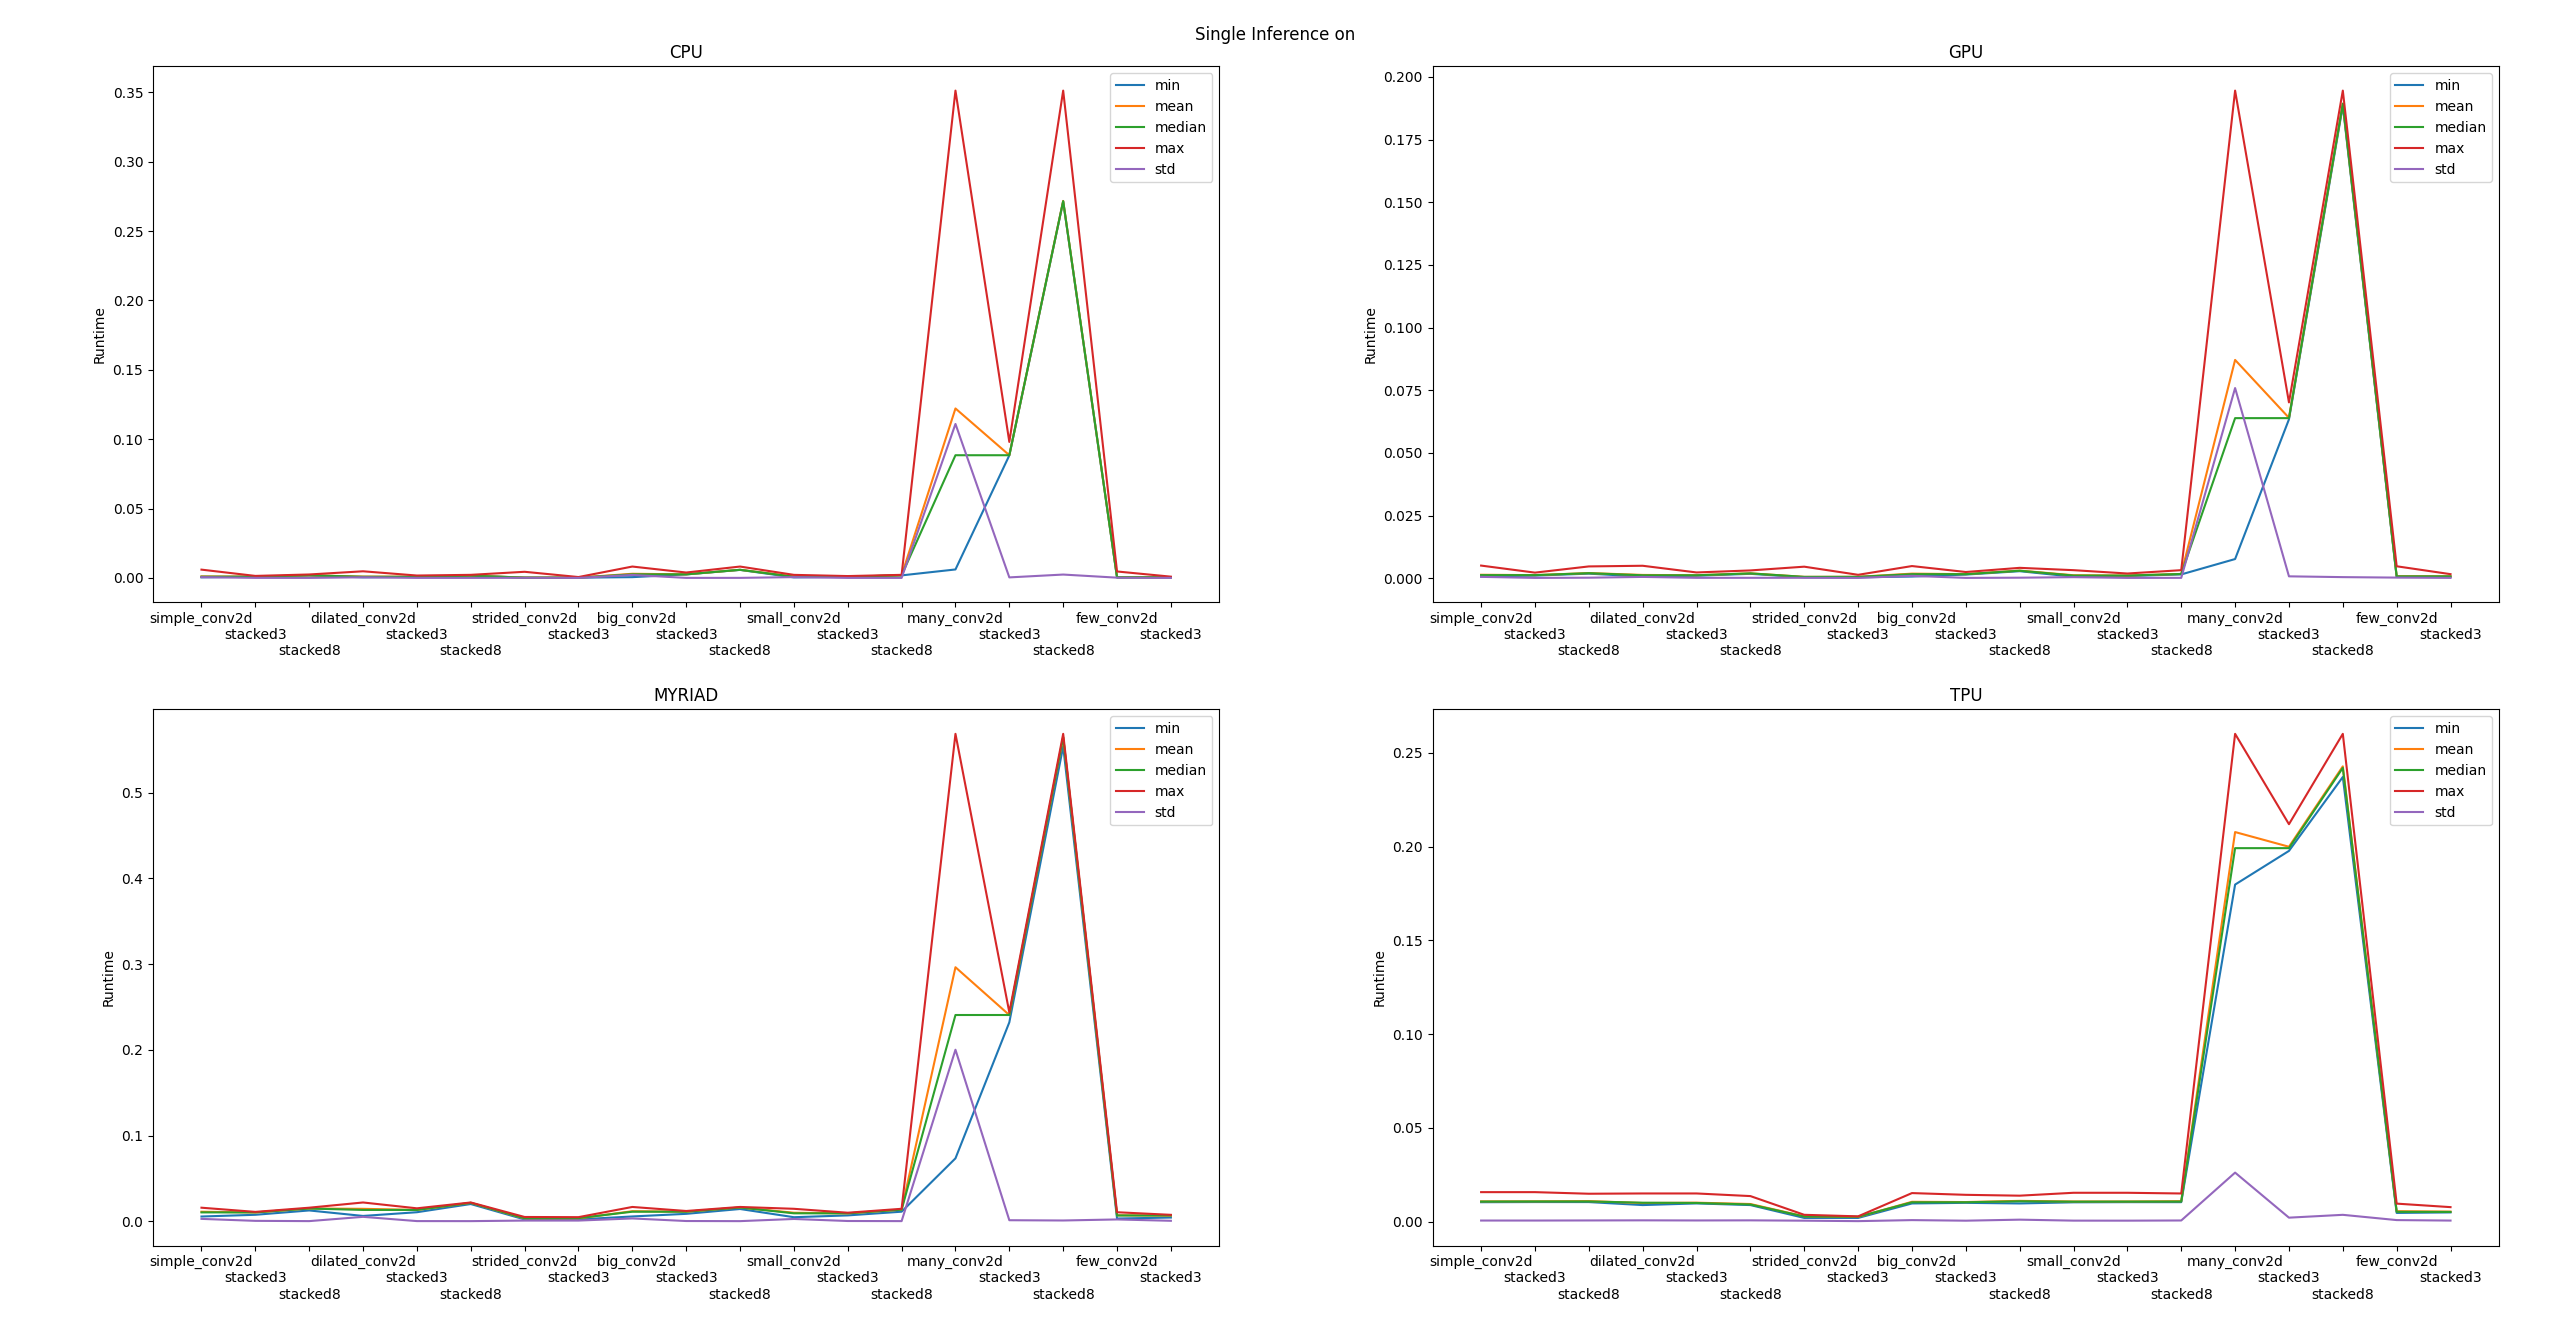 Single Inference on
CPU
Runtime
0.35
0.30
0.25
0.20
0.15
0.10
0.05
0.00
min
mean
median
max
std
simple_conv2d dilated_conv2d strided_conv2d big_conv2d small_conv2d many_conv2d few_conv2d
stacked3 stacked3 stacked3 stacked3 stacked3 stacked3 stacked3
stacked8 stacked8 stacked8 stacked8 stacked8
GPU
Runtime
0.200
0.175
0.150
0.125
0.100
0.075
0.050
0.025
0.000
min
mean
median
max
std
simple_conv2d dilated_conv2d strided_conv2d big_conv2d small_conv2d many_conv2d few_conv2d
stacked3 stacked3 stacked3 stacked3 stacked3 stacked3 stacked3
stacked8 stacked8 stacked8 stacked8 stacked8
MYRIAD
Runtime
0.5
0.4
0.3
0.2
0.1
0.0
min
mean
median
max
std
simple_conv2d dilated_conv2d strided_conv2d big_conv2d small_conv2d many_conv2d few_conv2d
stacked3 stacked3 stacked3 stacked3 stacked3 stacked3 stacked3
stacked8 stacked8 stacked8 stacked8 stacked8
TPU
Runtime
0.25
0.20
0.15
0.10
0.05
0.00
min
mean
median
max
std
simple_conv2d dilated_conv2d strided_conv2d big_conv2d small_conv2d many_conv2d few_conv2d
stacked3 stacked3 stacked3 stacked3 stacked3 stacked3 stacked3
stacked8 stacked8 stacked8 stacked8 stacked8